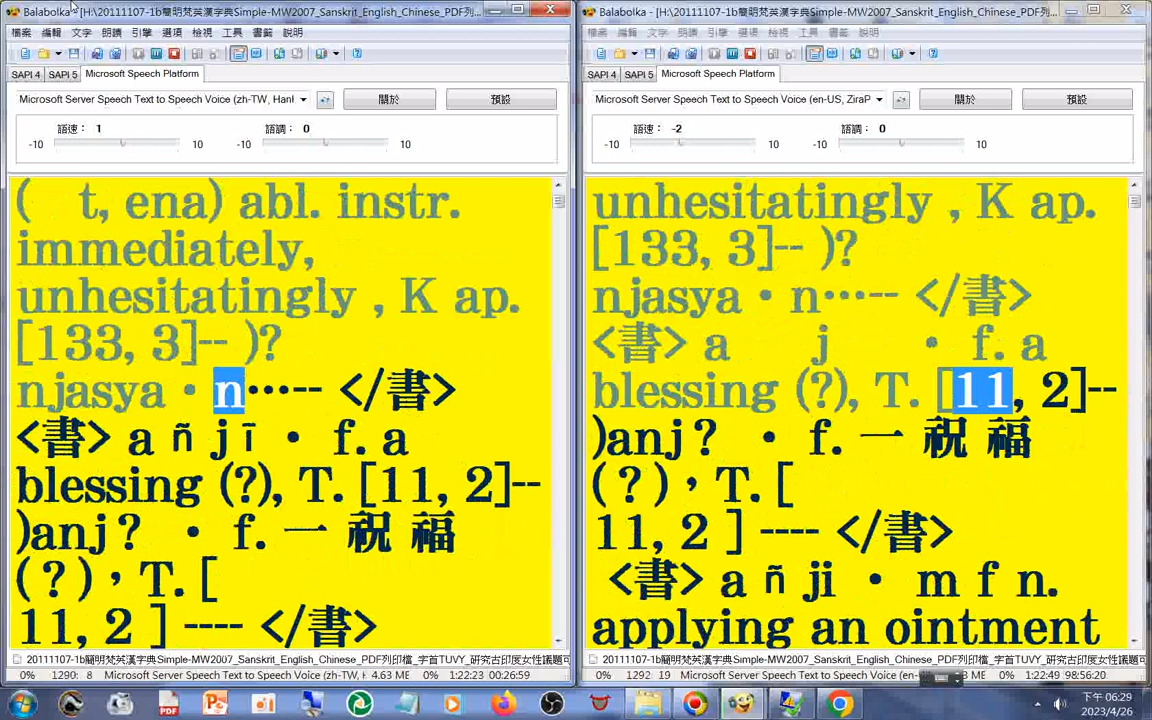 Balabolka - [H:\20111107-1b簡明梵英漢字典Simple-MW2007_Sanskrit_English_Chinese_PDF列...
檔案 編輯 文字 朗讀 引擎 選項 檢視 工具 書籤 說明
SAPI 4 SAPI 5 Microsoft Speech Platform
Microsoft Server Speech Text to Speech Voice (zh-TW, Hanl 關於 預設
語速： 1 語調： 0
-10 10 -10 10
( t, ena) abl. instr.
immediately,
unhesitatingly , K ap.
[133, 3]-- )?
njasya • n…-- </書>
<書> a ñ j ī • f. a
blessing (?), T. [11, 2]--
)anj? • f. 一 祝 福
( ? ) , T. [
11, 2 ] ---- </書>
20111107-1b簡明梵英漢字典Simple-MW2007_Sanskrit_English_Chinese_PDF列印檔_字首TUVY_研究古印度女性議題可
0% 1290: 8 Microsoft Server Speech Text to Speech Voice (zh-TW, H 4.63 ME 0% 1:22:23 00:26:59
Balabolka - [H:\20111107-1b簡明梵英漢字典Simple-MW2007_Sanskrit_English_Chinese_PDF列...
檔案 編輯 文字 朗讀 引擎 選項 檢視 工具 書籤 說明
SAPI 4 SAPI 5 Microsoft Speech Platform
Microsoft Server Speech Text to Speech Voice (en-US, ZiraP 關於 預設
語速： -2 語調： 0
-10 10 -10 10
unhesitatingly , K ap.
[133, 3]-- )?
njasya • n…-- </書>
<書> a j • f. a
blessing (?), T. [11, 2]--
)anj? • f. 一 祝 福
( ? ) , T. [
11, 2 ] ---- </書>
<書> a ñ ji • m f n.
applying an ointment
20111107-1b簡明梵英漢字典Simple-MW2007_Sanskrit_English_Chinese_PDF列印檔_字首TUVY_研究古印度女性議題可
0% 1292 19 Microsoft Server Speech Text to Speech Voice 3 ME 0% 1:22:49 98:56:20
下午 06:29
2023/4/26